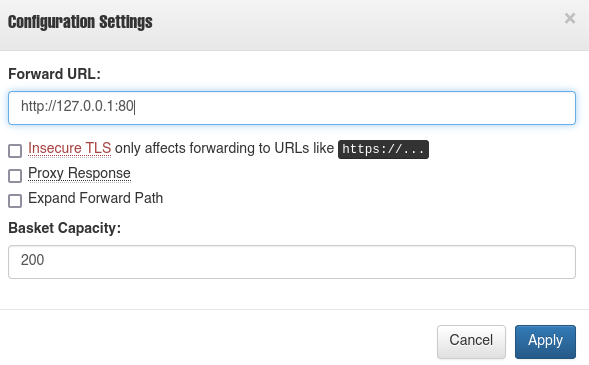 Configuration Settings ×
Forward URL:
http://127.0.0.1:80
Insecure TLS only affects forwarding to URLs like https://...
Proxy Response
Expand Forward Path
Basket Capacity:
200
Cancel Apply